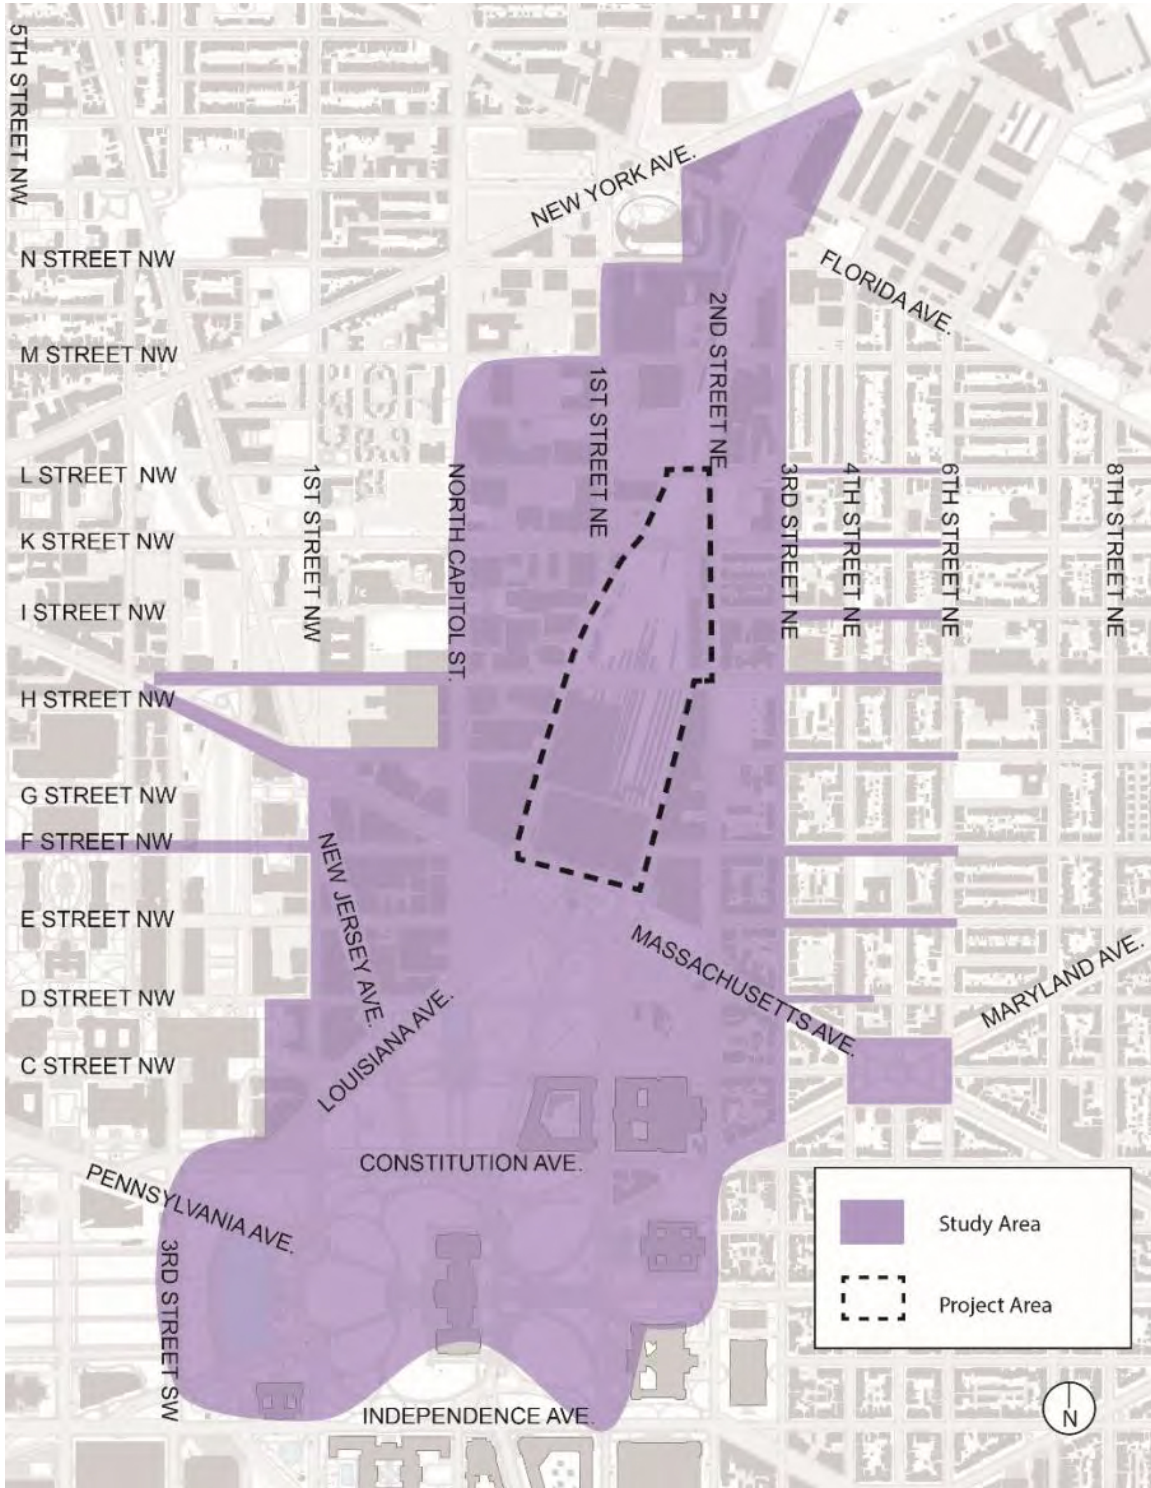 5TH STREET NW
NEW YORK AVE.
N STREET NW
FLORIDA AVE.
2ND STREET NE
M STREET NW
1ST STREET NE
L STREET NW
1ST STREET NW
NORTH CAPITOL ST.
3RD STREET NE
4TH STREET NE
6TH STREET NE
8TH STREET NE
K STREET NW
I STREET NW
H STREET NW
G STREET NW
F STREET NW
NEW JERSEY AVE.
E STREET NW
MASSACHUSETTS AVE.
MARYLAND AVE.
D STREET NW
LOUISIANA AVE.
C STREET NW
CONSTITUTION AVE.
PENNSYLVANIA AVE.
3RD STREET SW
Study Area
Project Area
INDEPENDENCE AVE.
N